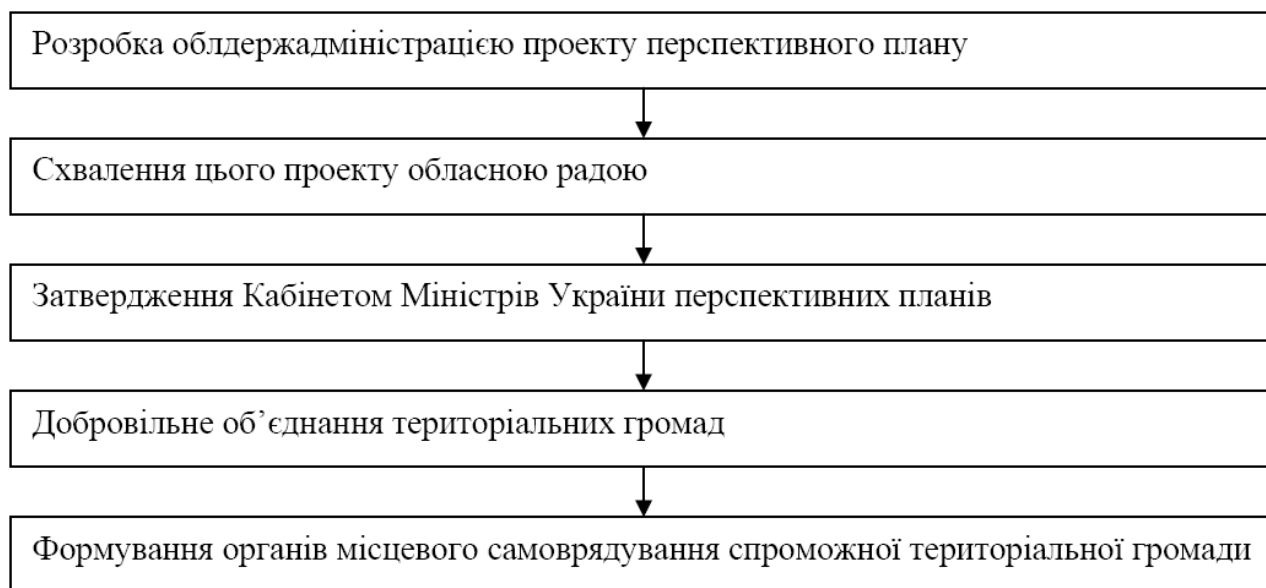 Розробка облдержадміністрацією проекту перспективного плану
Схвалення цього проекту обласною радою
Затвердження Кабінетом Міністрів України перспективних планів
Добровільне об’єднання територіальних громад
Формування органів місцевого самоврядування спроможної територіальної громади